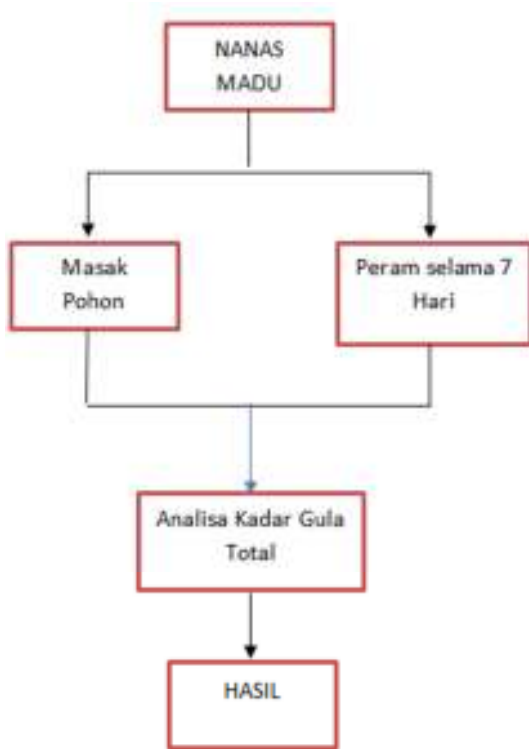 NANAS
MADU
Masak
Pohon
Peram selama 7
Hari
Analisa Kadar Gula
Total
HASIL